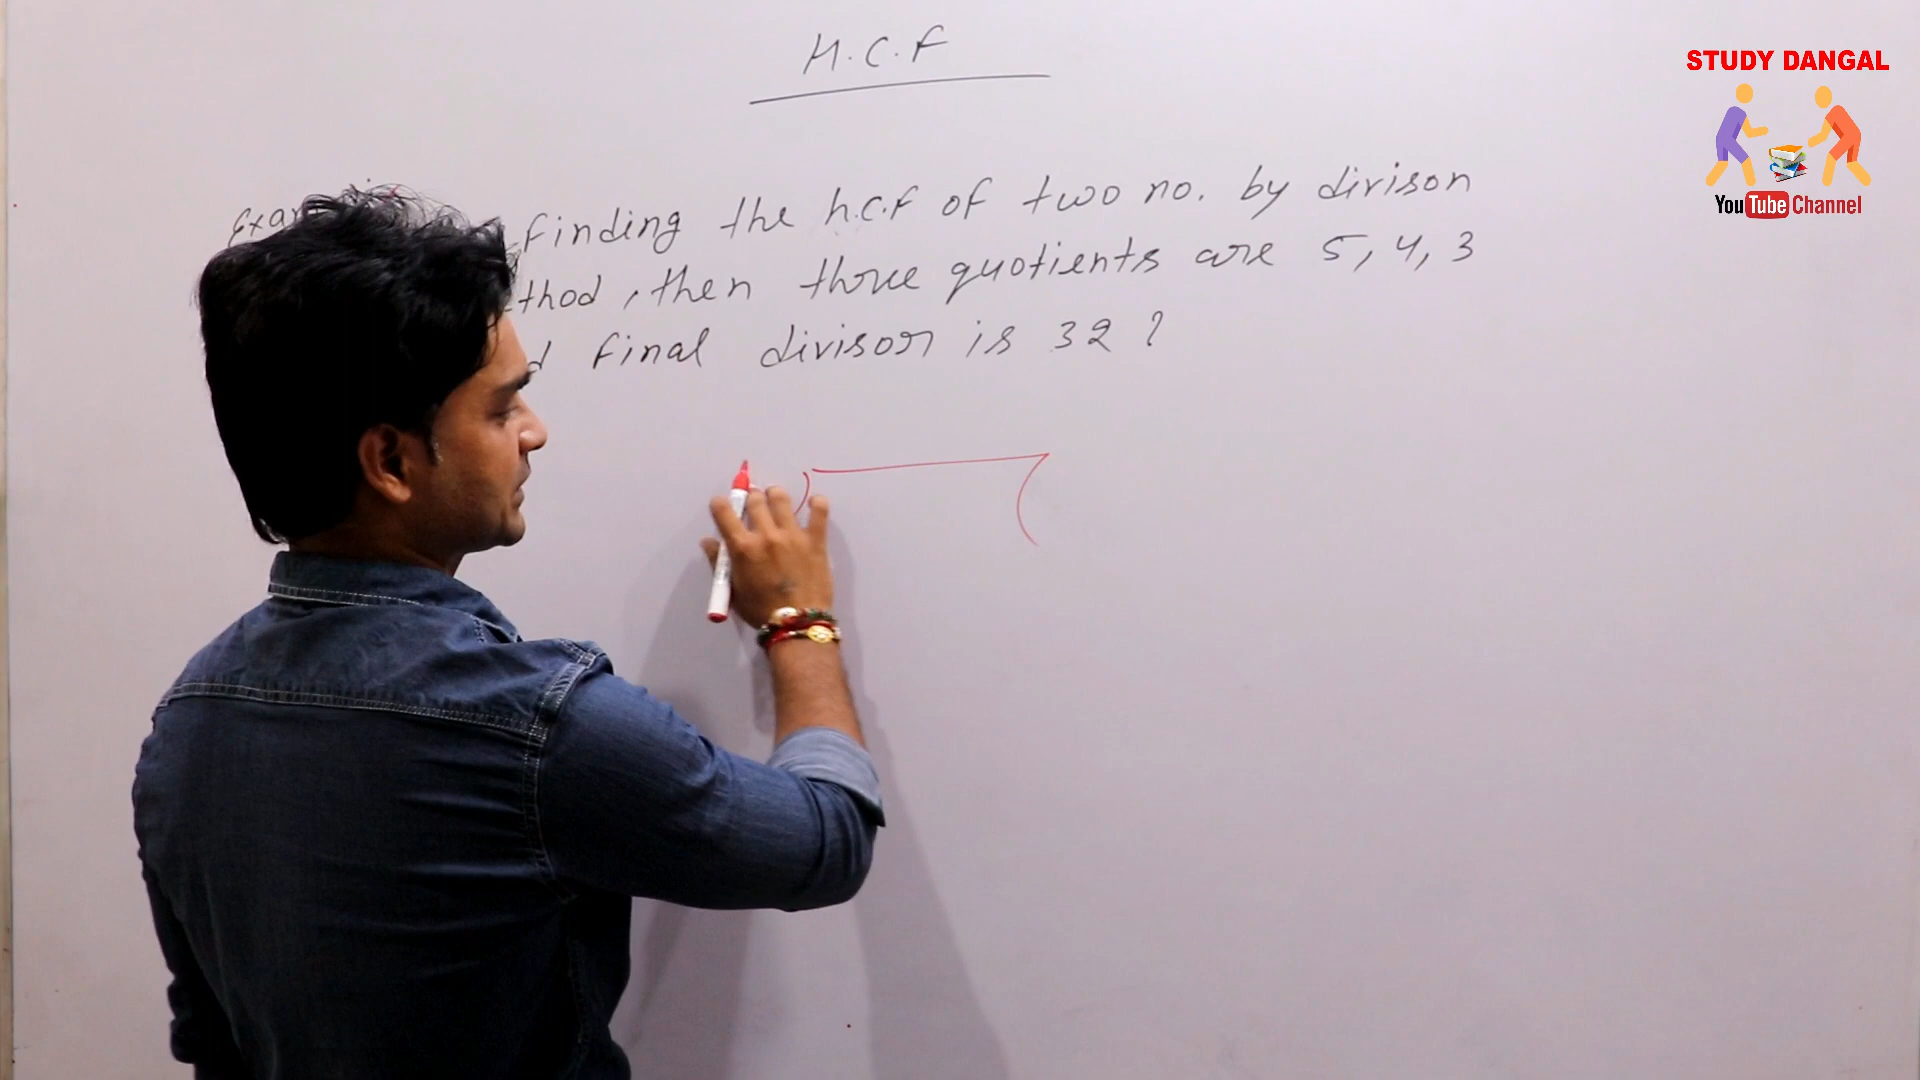 H.C.F
finding the h.c.f of two no. by divison
thod, then three quotients are 5, 4, 3
d final divisor is 32 ?
STUDY DANGAL
YouTube Channel